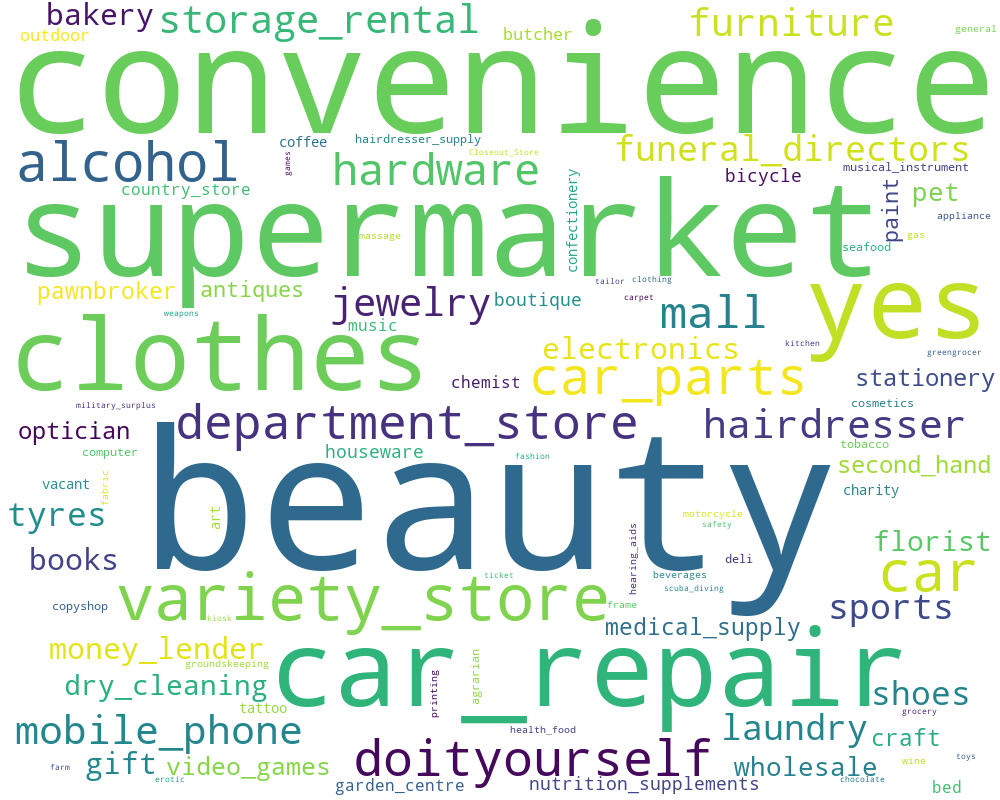 bakery
storage_rental
furniture
outdoor
butcher
general
convenience
alcohol
coffee
hairdresser_supply
games
Closeout_Store
hardware
funeral_directors
musical_instrument
bicycle
country_store
confectionery
paint
pet
appliance
supermarket
massage
gas
seafood
pawnbroker
antiques
tailor
clothing
carpet
jewelry
boutique
mall
yes
weapons
music
clothes
electronics
kitchen
greengrocer
chemist
car_parts
stationery
military_surplus
cosmetics
optician
department_store
hairdresser
computer
houseware
fashion
tobacco
second_hand
vacant
fabric
beauty
charity
tyres
art
motorcycle
safety
books
hearing_aids
deli
florist
beverages
scuba_diving
ticket
car
copyshop
variety_store
frame
sports
kiosk
medical_supply
money_lender
groundskeeping
agrarian
car_repair
dry_cleaning
printing
shoes
tattoo
grocery
mobile_phone
health_food
laundry
craft
gift
video_games
doityourself
wholesale
wine
toys
farm
erotic
garden_centre
nutrition_supplements
chocolate
bed